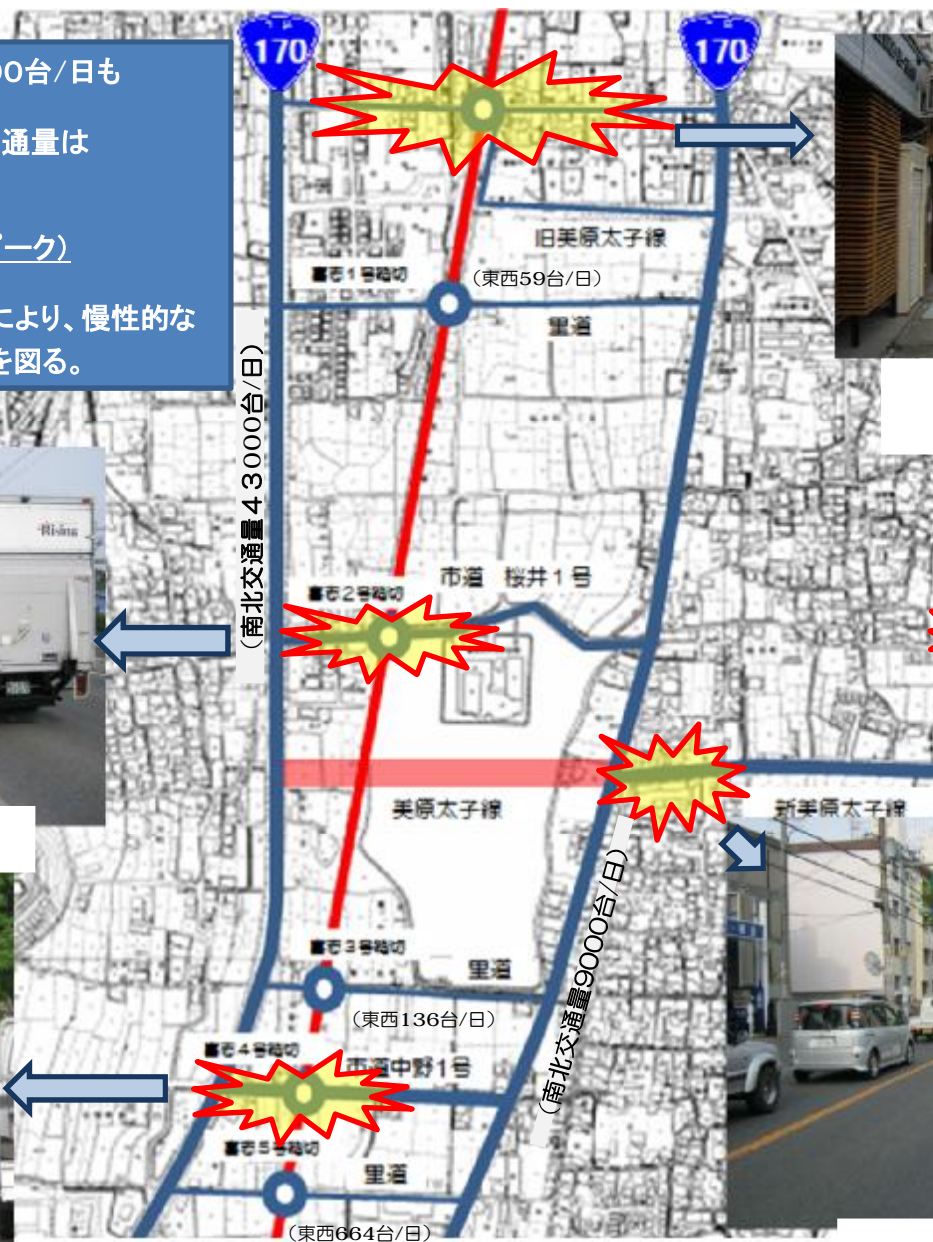 170
170
00台/日も
通量は
ピーク)
により、慢性的な
を図る。
旧美原太子線
喜志1号踏切
(東西59台/日)
里道
(南北交通量43000台/日)
Rising
市道 桜井1号
喜志2号踏切
美原太子線
新美原太子線
(南北交通量9000台/日)
喜志3号踏切
里道
(東西136台/日)
喜志4号踏切
市道中野1号
喜志5号踏切
里道
(東西664台/日)